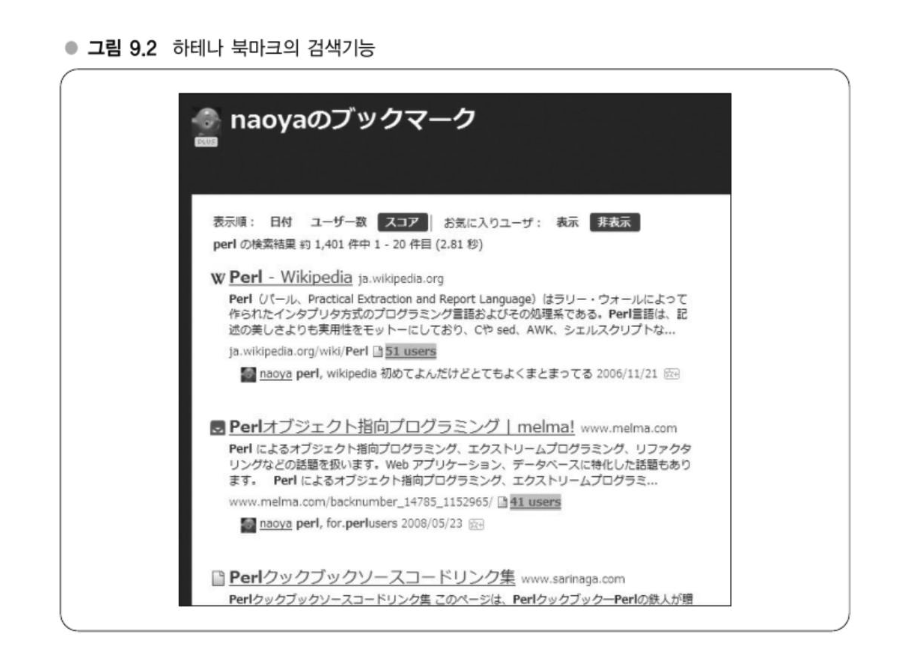 ● 그림 9.2 하테나 북마크의 검색기능
naoyaのブックマーク
PLUS
表示順： 日付 ユーザー数 スコア | お気に入りユーザ： 表示 非表示
perl の検索結果 約 1,401 件中 1 - 20 件目 (2.81 秒)
W Perl - Wikipedia ja.wikipedia.org
Perl（パール、Practical Extraction and Report Language）はラリー・ウォールによって
作られたインタプリタ方式のプログラミング言語およびその処理系である。Perl言語は、記
述の美しさよりも実用性をモットーにしており、Cや sed、AWK、シェルスクリプトな...
ja.wikipedia.org/wiki/Perl 51 users
naoya perl, wikipedia 初めてよんだけどとてもよくまとまってる 2006/11/21
Perlオブジェクト指向プログラミング | melma! www.melma.com
Perl によるオブジェクト指向プログラミング、エクストリームプログラミング、リファクタ
リングなどの話題を扱います。Web アプリケーション、データベースに特化した話題もあり
ます。 Perl によるオブジェクト指向プログラミング、エクストリームプログラミ...
www.melma.com/backnumber_14785_1152965/ 41 users
naoya perl, for.perlusers 2008/05/23
Perlクックブックソースコードリンク集 www.sarinaga.com
Perlクックブックソースコードリンク集 このページは、Perlクックブック―Perlの鉄人が贈